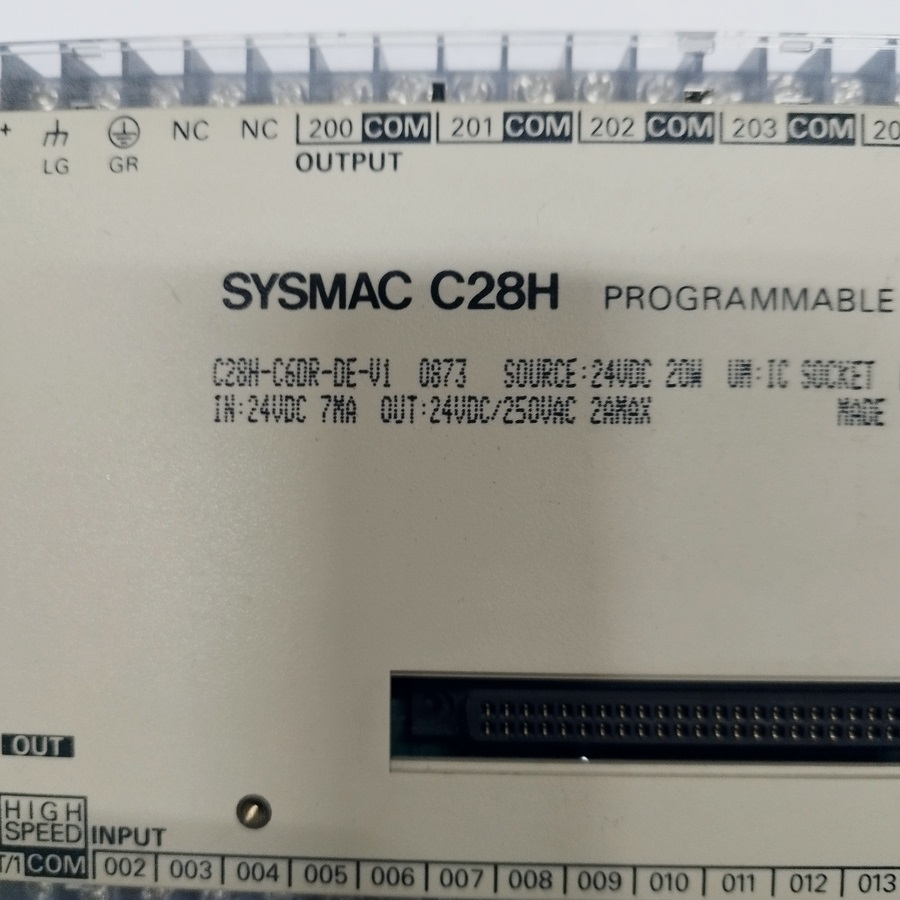 + LG GR NC NC 200 COM 201 COM 202 COM 203 COM 20
OUTPUT
SYSMAC C28H PROGRAMMABLE
C28H-C6DR-DE-V1 0873 SOURCE:24VDC 20W UM:IC SOCKET
IN:24VDC 7MA OUT:24VDC/250VAC 2AMAX MADE
OUT
HIGH
SPEED INPUT
T/1 COM 002 003 004 005 006 007 008 009 010 011 012 013